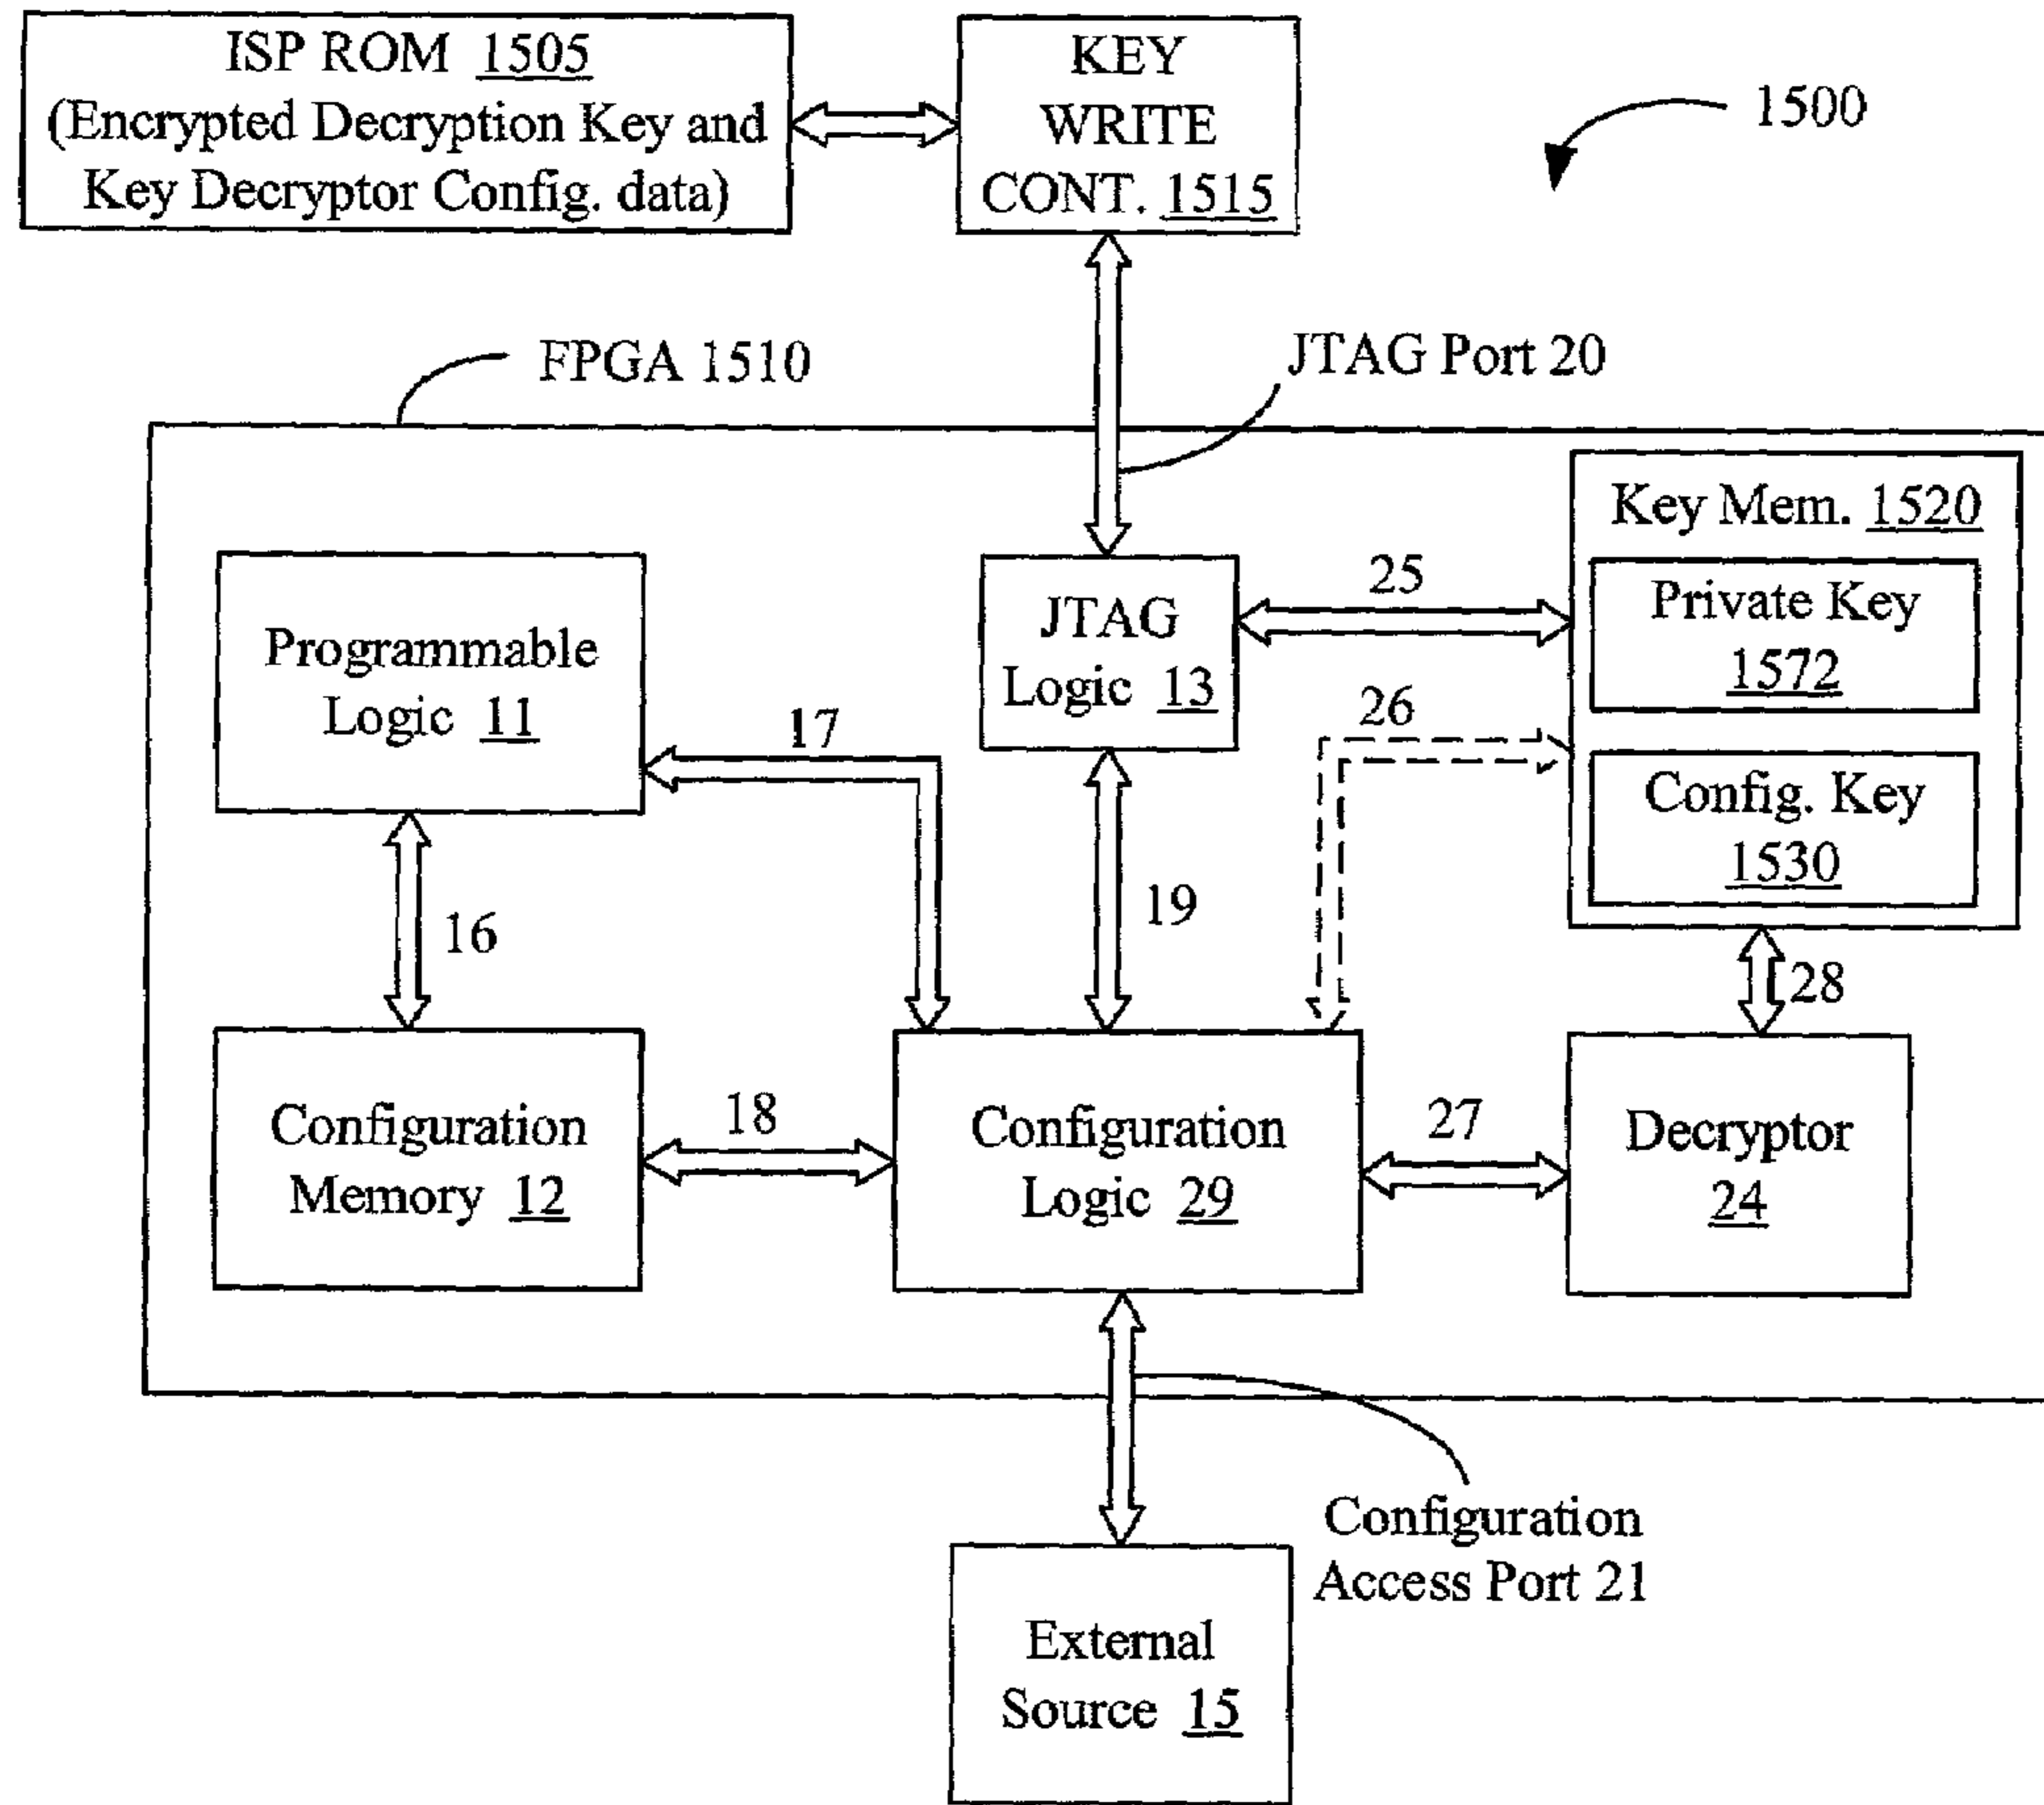 ISP ROM 1505
(Encrypted Decryption Key and
Key Decryptor Config. data)
KEY
WRITE
CONT. 1515
1500
FPGA 1510
JTAG Port 20
Key Mem. 1520
Private Key
1572
Config. Key
1530
25
JTAG
Logic 13
Programmable
Logic 11
17
26
16
19
28
Configuration
Memory 12
18
Configuration
Logic 29
27
Decryptor
24
Configuration
Access Port 21
External
Source 15